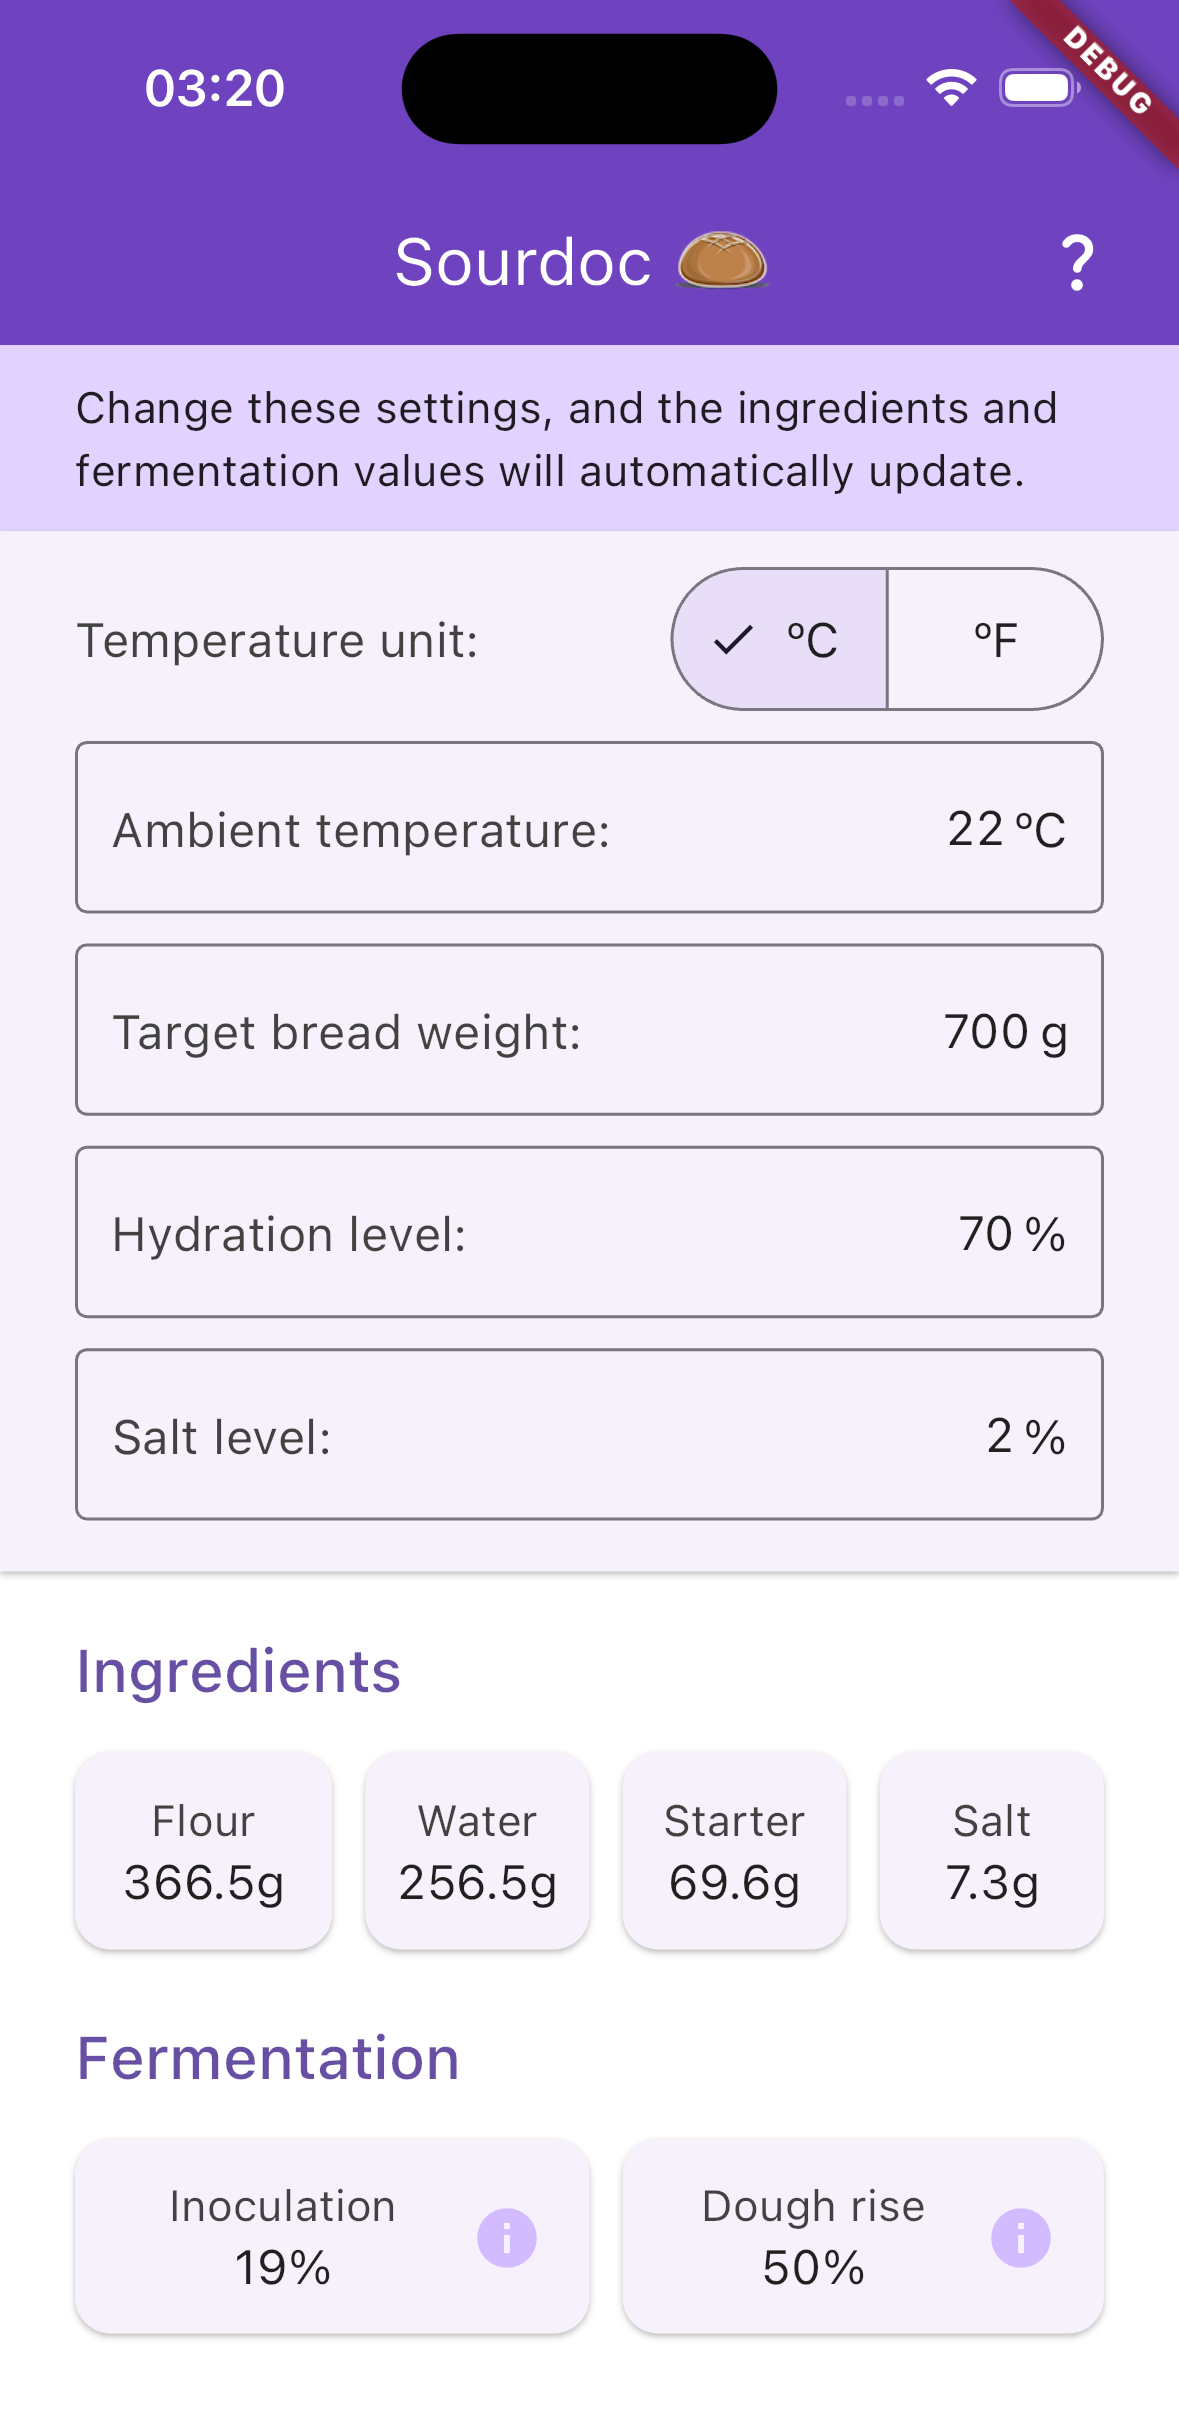 03:20
DEBUG
Sourdoc
?
Change these settings, and the ingredients and
fermentation values will automatically update.
Temperature unit:
ºC
ºF
Ambient temperature:
22 ºC
Target bread weight:
700 g
Hydration level:
70 %
Salt level:
2 %
Ingredients
Flour
Water
Starter
Salt
366.5g
256.5g
69.6g
7.3g
Fermentation
Inoculation
19%
i
Dough rise
50%
i